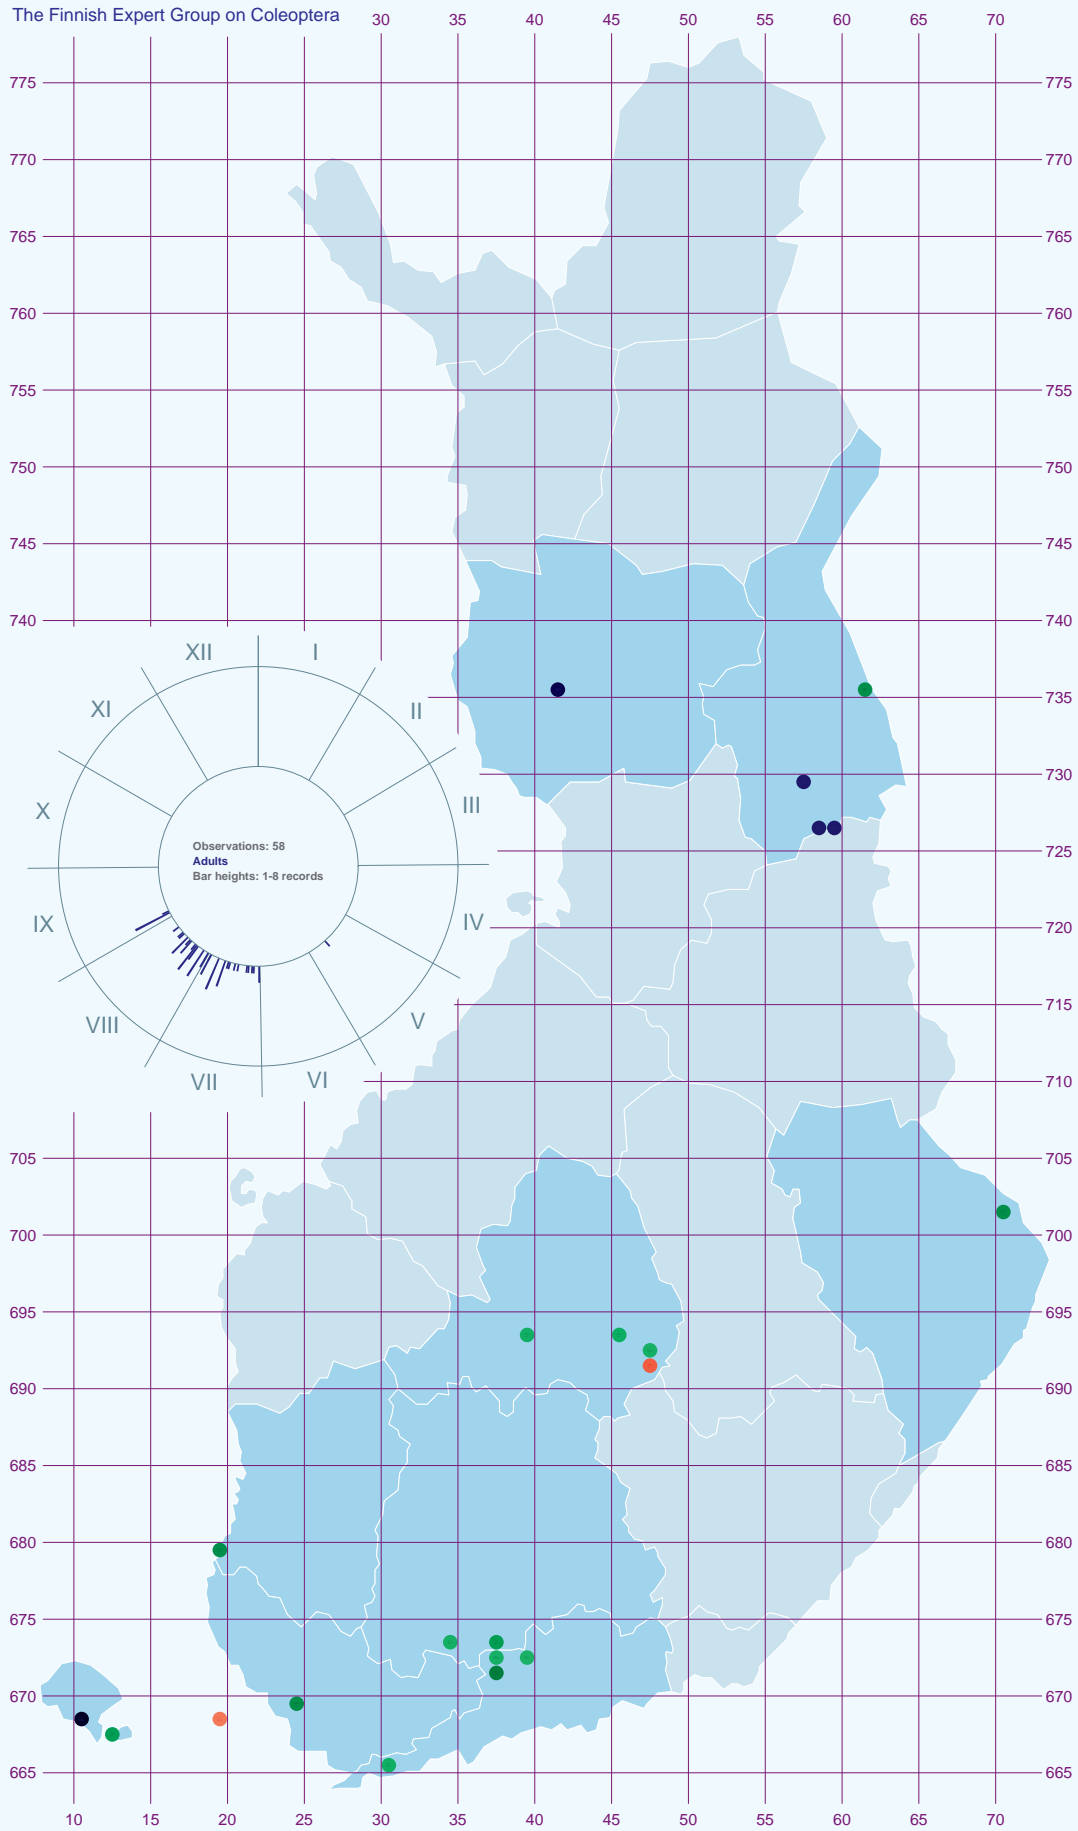 The Finnish Expert Group on Coleoptera
30 35 40 45 50 55 60 65 70
775 775
770 770
765 765
760 760
755 755
750 750
745 745
740 740
XII I
XI II
735
X III
730
Observations: 58
Adults
Bar heights: 1-8 records
725
IX IV
720
VIII V
715
VII VI
710
705 705
700 700
695 695
690 690
685 685
680 680
675 675
670 670
665 665
10 15 20 25 30 35 40 45 50 55 60 65 70